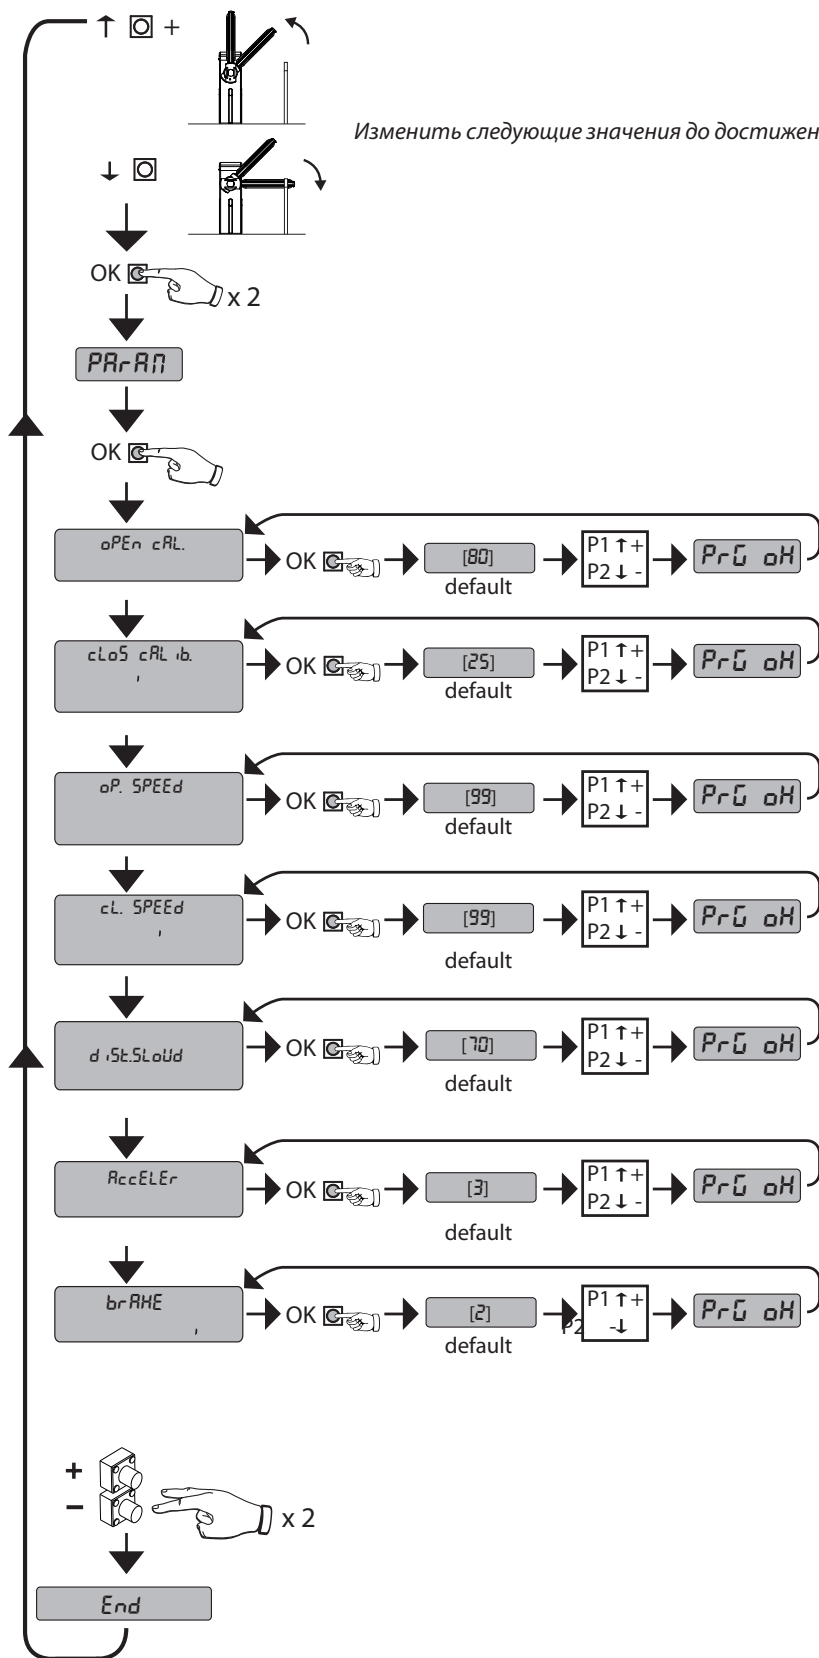 ↑ +
Изменить следующие значения до достижен
↓
OK x 2
PArAM
OK
oPEn cAL.
OK [80] P1 ↑ + PrG oK
default P2 ↓ -
cLoS cALib.
OK [25] P1 ↑ + PrG oK
default P2 ↓ -
oP. SPEEd
OK [99] P1 ↑ + PrG oK
default P2 ↓ -
cL. SPEEd
OK [99] P1 ↑ + PrG oK
P2 ↓ -
default
diSt.SLoUd
OK [70] P1 ↑ + PrG oK
P2 ↓ -
default
AccELEr
OK [3] P1 ↑ + PrG oK
P2 ↓ -
default
brAKE
OK [2] P1 ↑ + PrG oK
P2 -↓
default
+
-
x 2
End